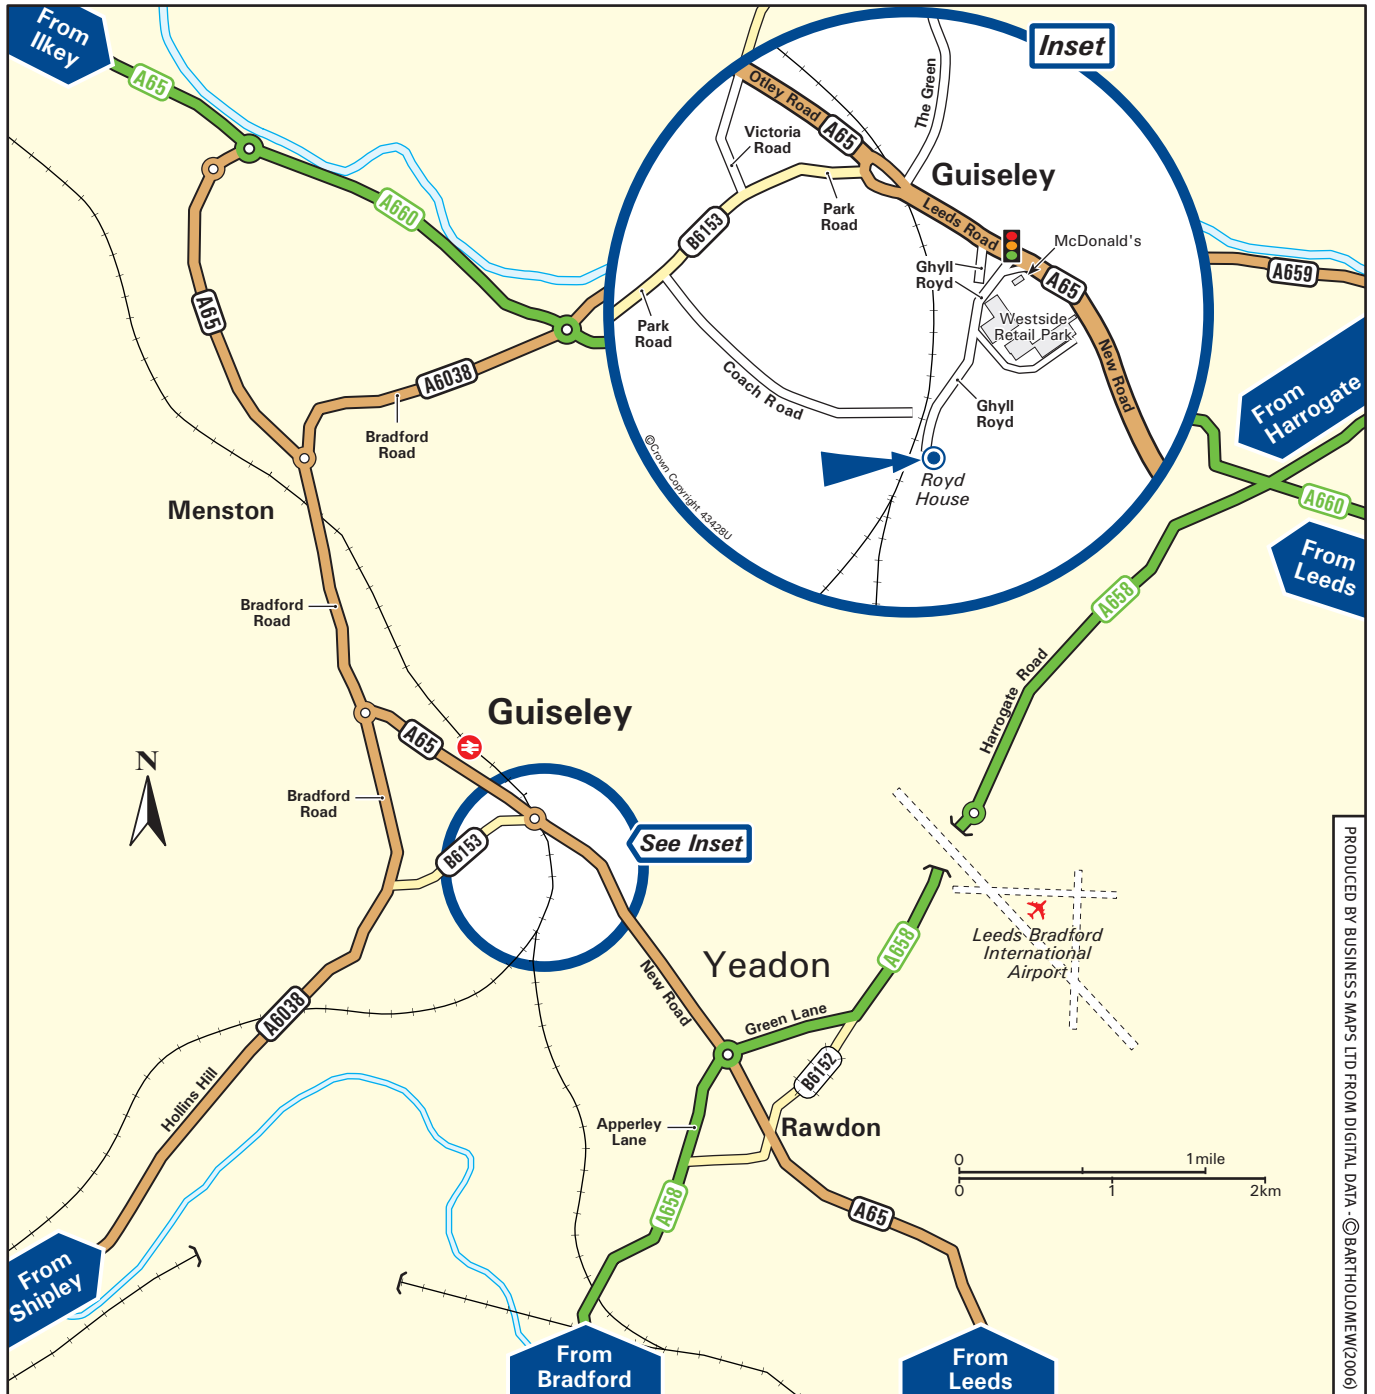 From
Ilkey
A65
A660
A65
A6038
Bradford
Road
Menston
Bradford
Road
Guiseley
A65
Bradford
Road
N
B6153
See Inset
A6038
Hollins Hill
From
Shipley
New Road
Yeadon
Green Lane
A658
B6152
Apperley
Lane
Rawdon
A658
A65
From
Bradford
From
Leeds
Inset
Otley Road
A65
The Green
Victoria
Road
Guiseley
Park
Road
Leeds Road
B6153
McDonald's
Ghyll
Royd
A65
Westside
Retail Park
Park
Road
New Road
Coach Road
Ghyll
Royd
Royd
House
©Crown Copyright 43428U
A659
From
Harrogate
A660
From
Leeds
A658
Harrogate Road
Leeds Bradford
International
Airport
0 1mile
0 1 2km
PRODUCED BY BUSINESS MAPS LTD FROM DIGITAL DATA - ©BARTHOLOMEW(2006)